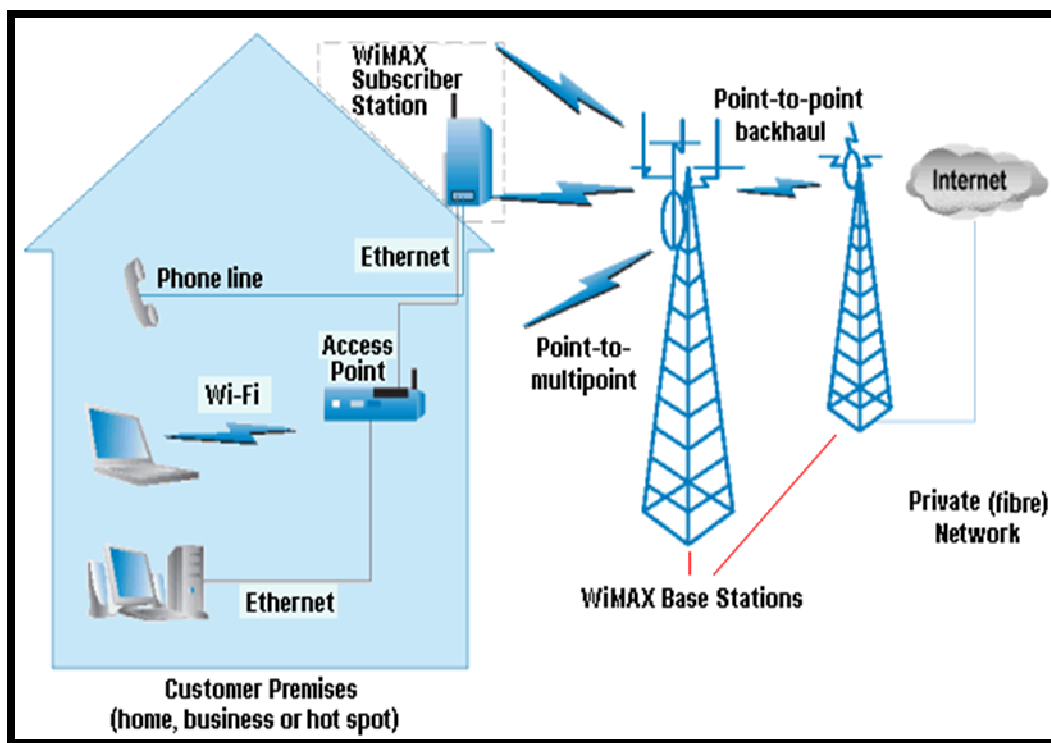 WiMAX
Subscriber
Station
Point-to-point
backhaul
Internet
Ethernet
Phone line
Access
Point
Point-to-
multipoint
Wi-Fi
Private (fibre)
Network
Ethernet
WiMAX Base Stations
Customer Premises
(home, business or hot spot)